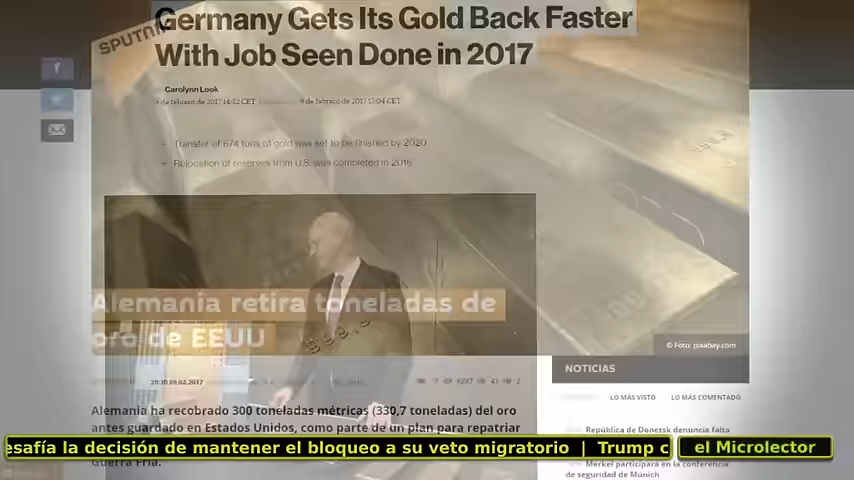 SPUTNIK
Germany Gets Its Gold Back Faster
With Job Seen Done in 2017
Carolynn Look
de febrero de 2017 14:52 CET
9 de febrero de 2017 17:04 CET
Transfer of 674 tons of gold was set to be finished by 2020
Relocation of reserves from U.S. was completed in 2016
Alemania retira toneladas de
oro de EEUU
© Foto: pixabay.com
20:30 09.02.2017
NOTICIAS
LO MÁS VISTO LO MÁS COMENTADO
Alemania ha recobrado 300 toneladas métricas (330,7 toneladas) del oro
antes guardado en Estados Unidos, como parte de un plan para repatriar
República de Donetsk denuncia falta
esafía la decisión de mantener el bloqueo a su veto migratorio | Trump c
el Microlector
Guerra Fría.
Merkel participará en la conferencia
de seguridad de Múnich